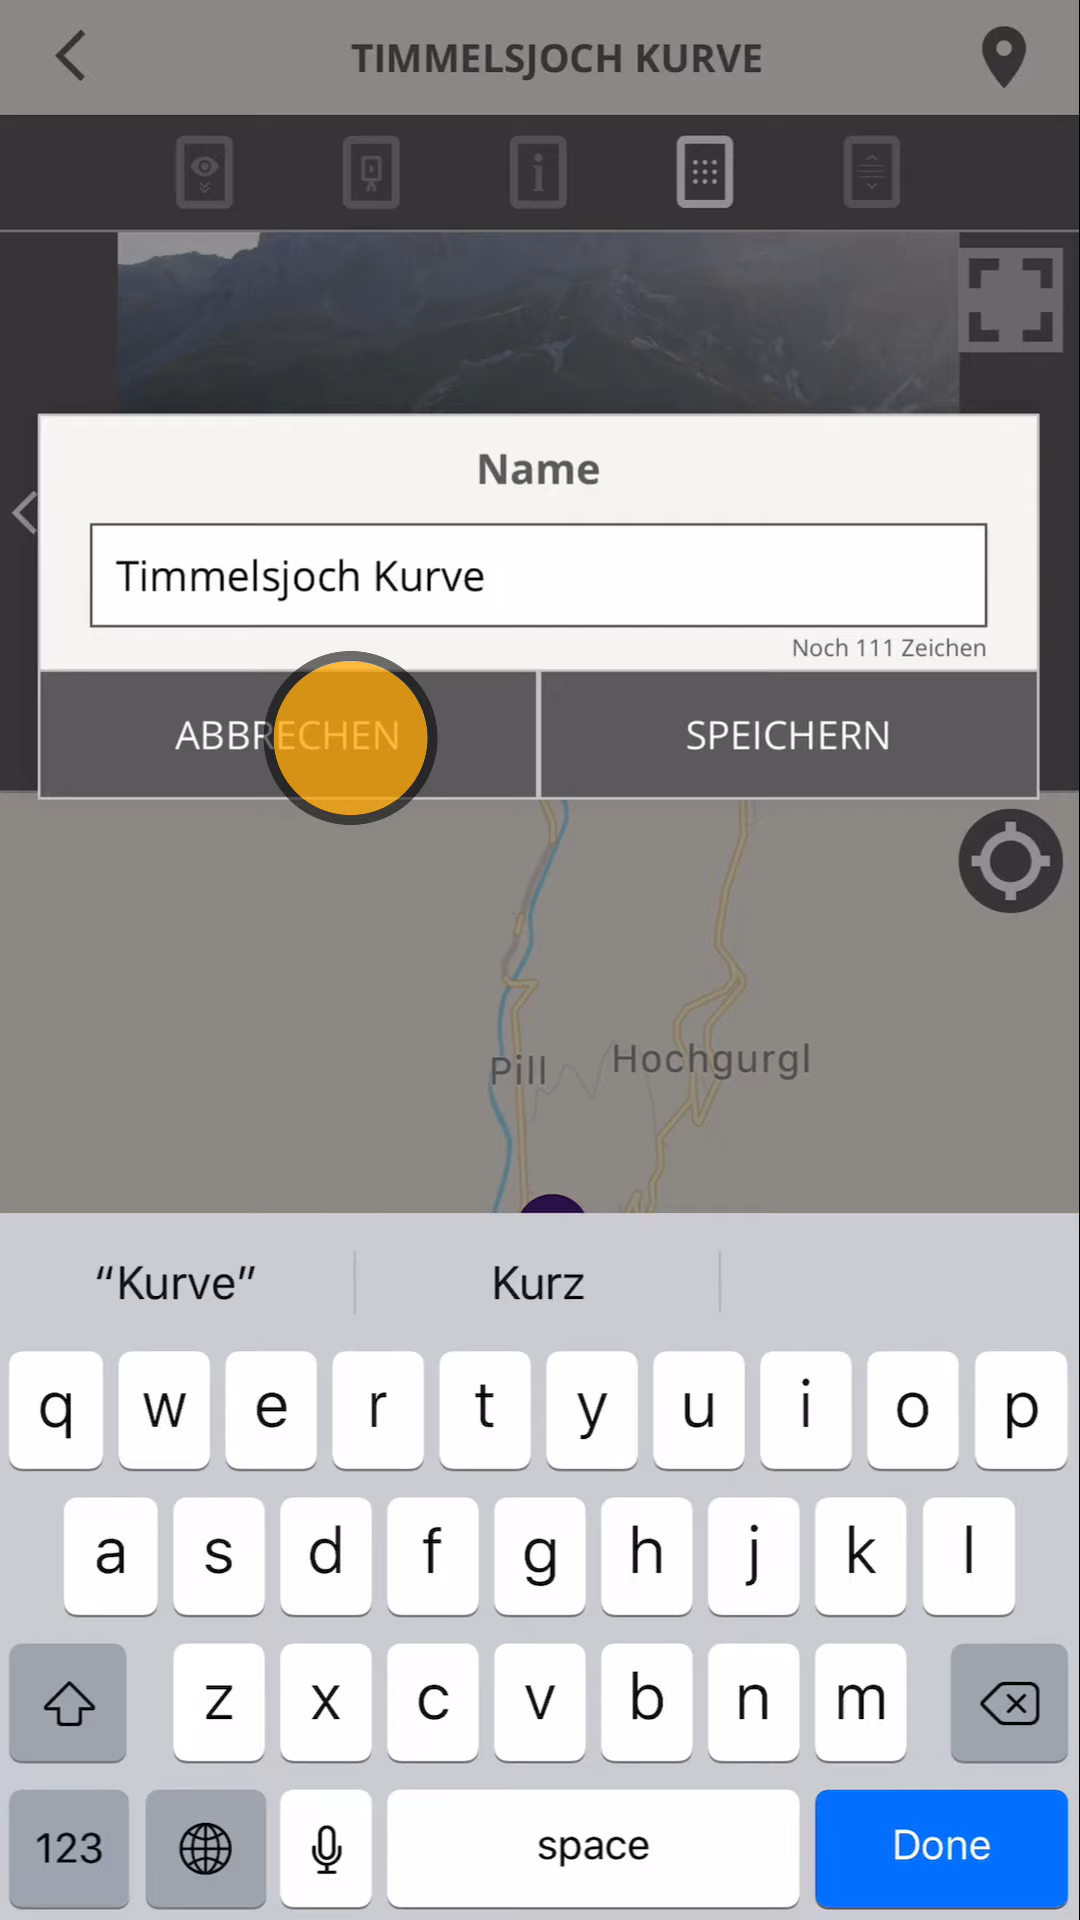 TIMMELSJOCH KURVE
Name
Timmelsjoch Kurve
Noch 111 Zeichen
ABBRECHEN SPEICHERN
Pill Hochgurgl
“Kurve” Kurz
q w e r t y u i o p
a s d f g h j k l
z x c v b n m
123 space Done